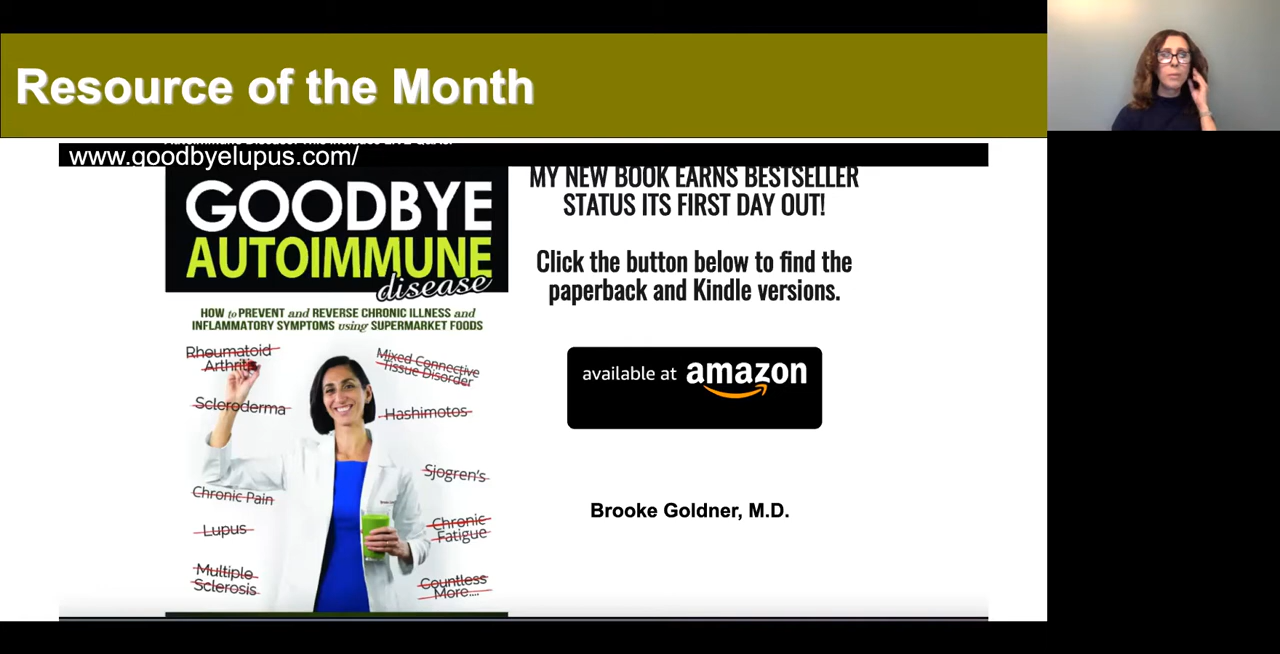 Resource of the Month
www.goodbyelupus.com/
GOODBYE
AUTOIMMUNE
disease
HOW to PREVENT and REVERSE CHRONIC ILLNESS and
INFLAMMATORY SYMPTOMS using SUPERMARKET FOODS
Rheumatoid
Arthritis
Mixed Connective
Tissue Disorder
Scleroderma
Hashimotos
Sjogren's
Chronic Pain
Lupus
Chronic
Fatigue
Multiple
Sclerosis
Countless
More....
MY NEW BOOK EARNS BESTSELLER
STATUS ITS FIRST DAY OUT!
Click the button below to find the
paperback and Kindle versions.
available at amazon
Brooke Goldner, M.D.